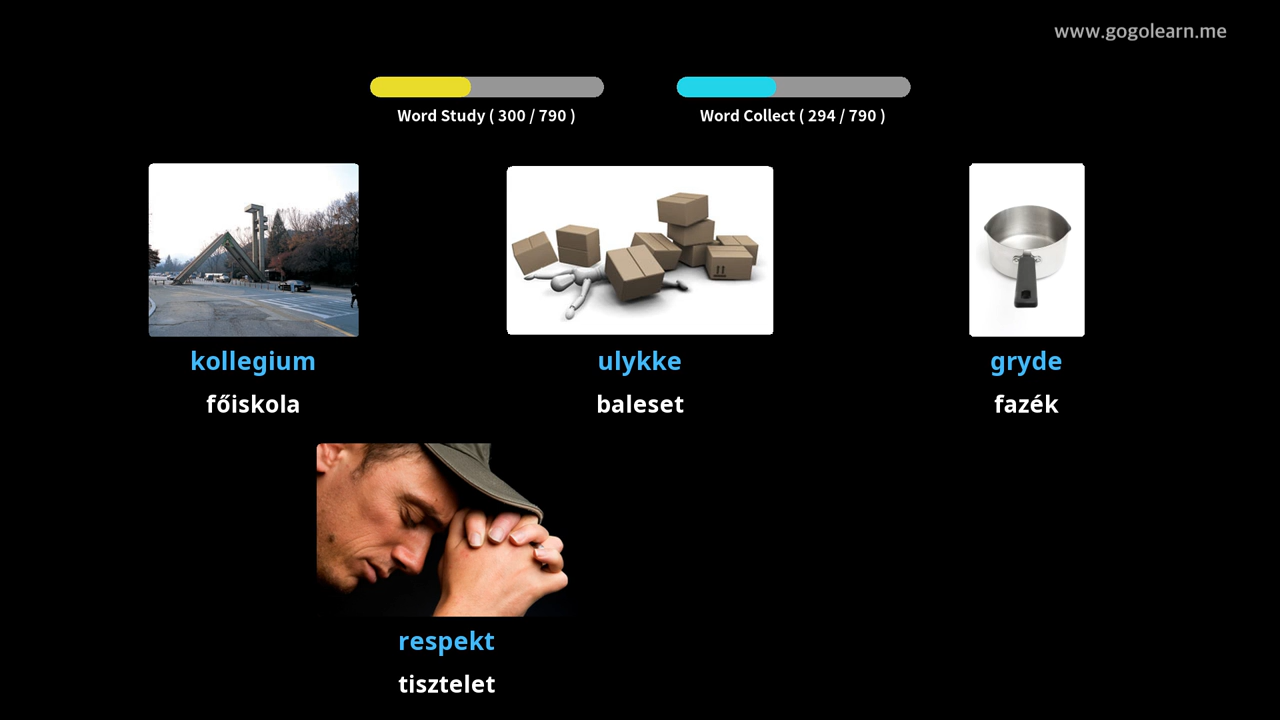 www.gogolearn.me
Word Study ( 300 / 790 )
Word Collect ( 294 / 790 )
kollegium
ulykke
gryde
főiskola
baleset
fazék
respekt
tisztelet